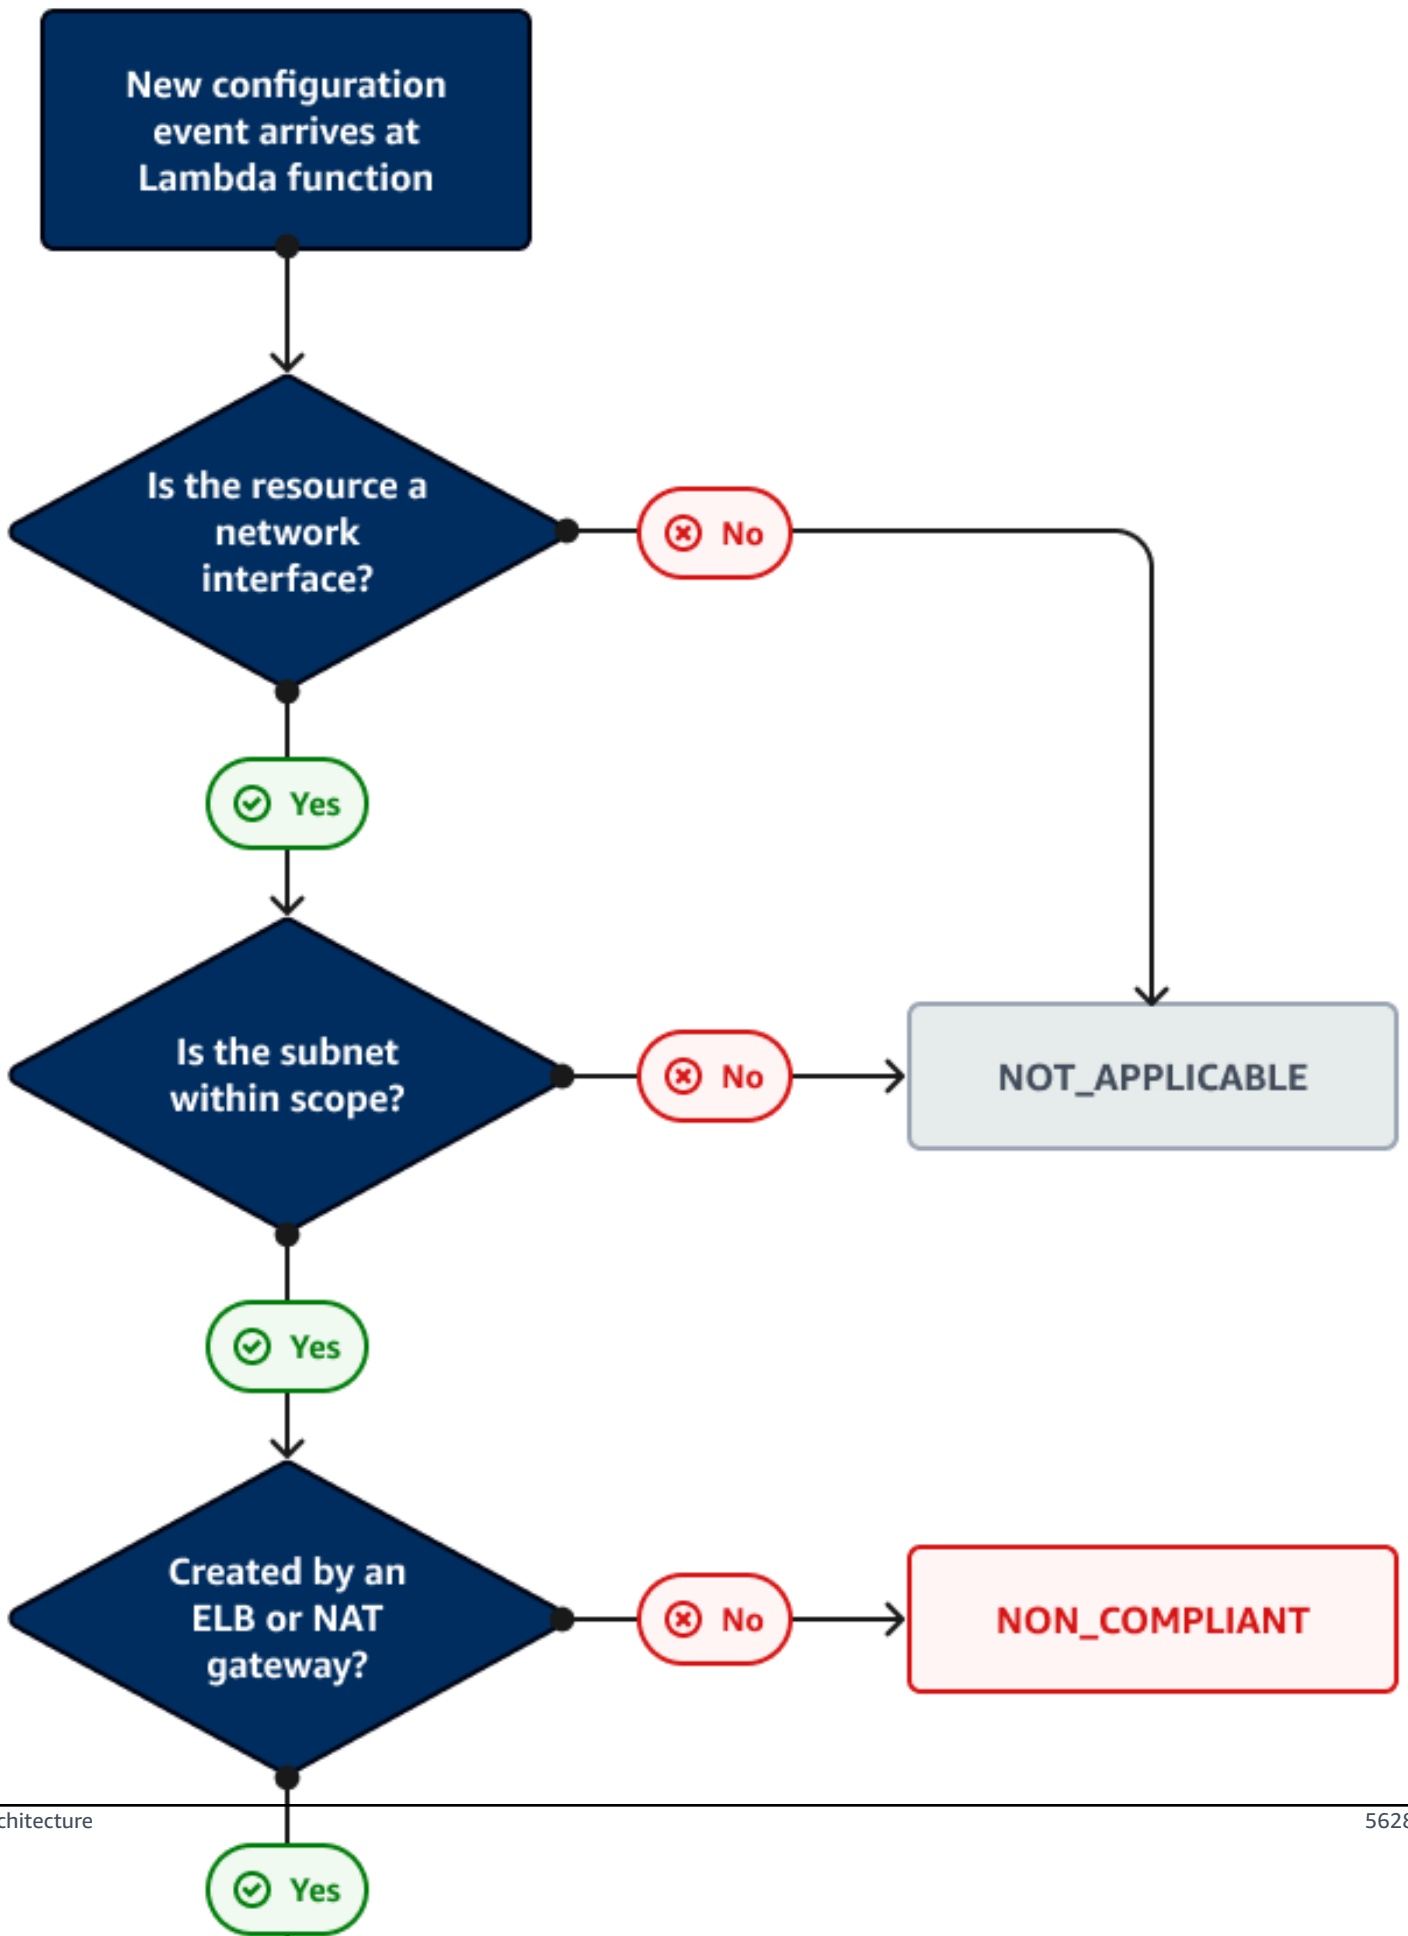 New configuration
event arrives at
Lambda function
Is the resource a
network
interface?
No
Yes
Is the subnet
within scope?
No
NOT_APPLICABLE
Yes
Created by an
ELB or NAT
gateway?
No
NON_COMPLIANT
chitecture
5628
Yes